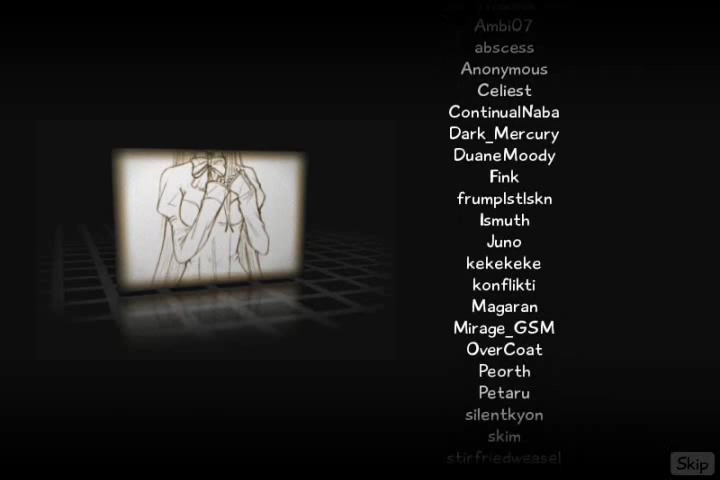 Ambi07
abscess
Anonymous
Celiest
ContinualNaba
Dark_Mercury
DuaneMoody
Fink
frumplstlskn
Ismuth
Juno
kekekeke
konflikti
Magaran
Mirage_GSM
OverCoat
Peorth
Petaru
silentkyon
skim
stirfriedweasel
Skip